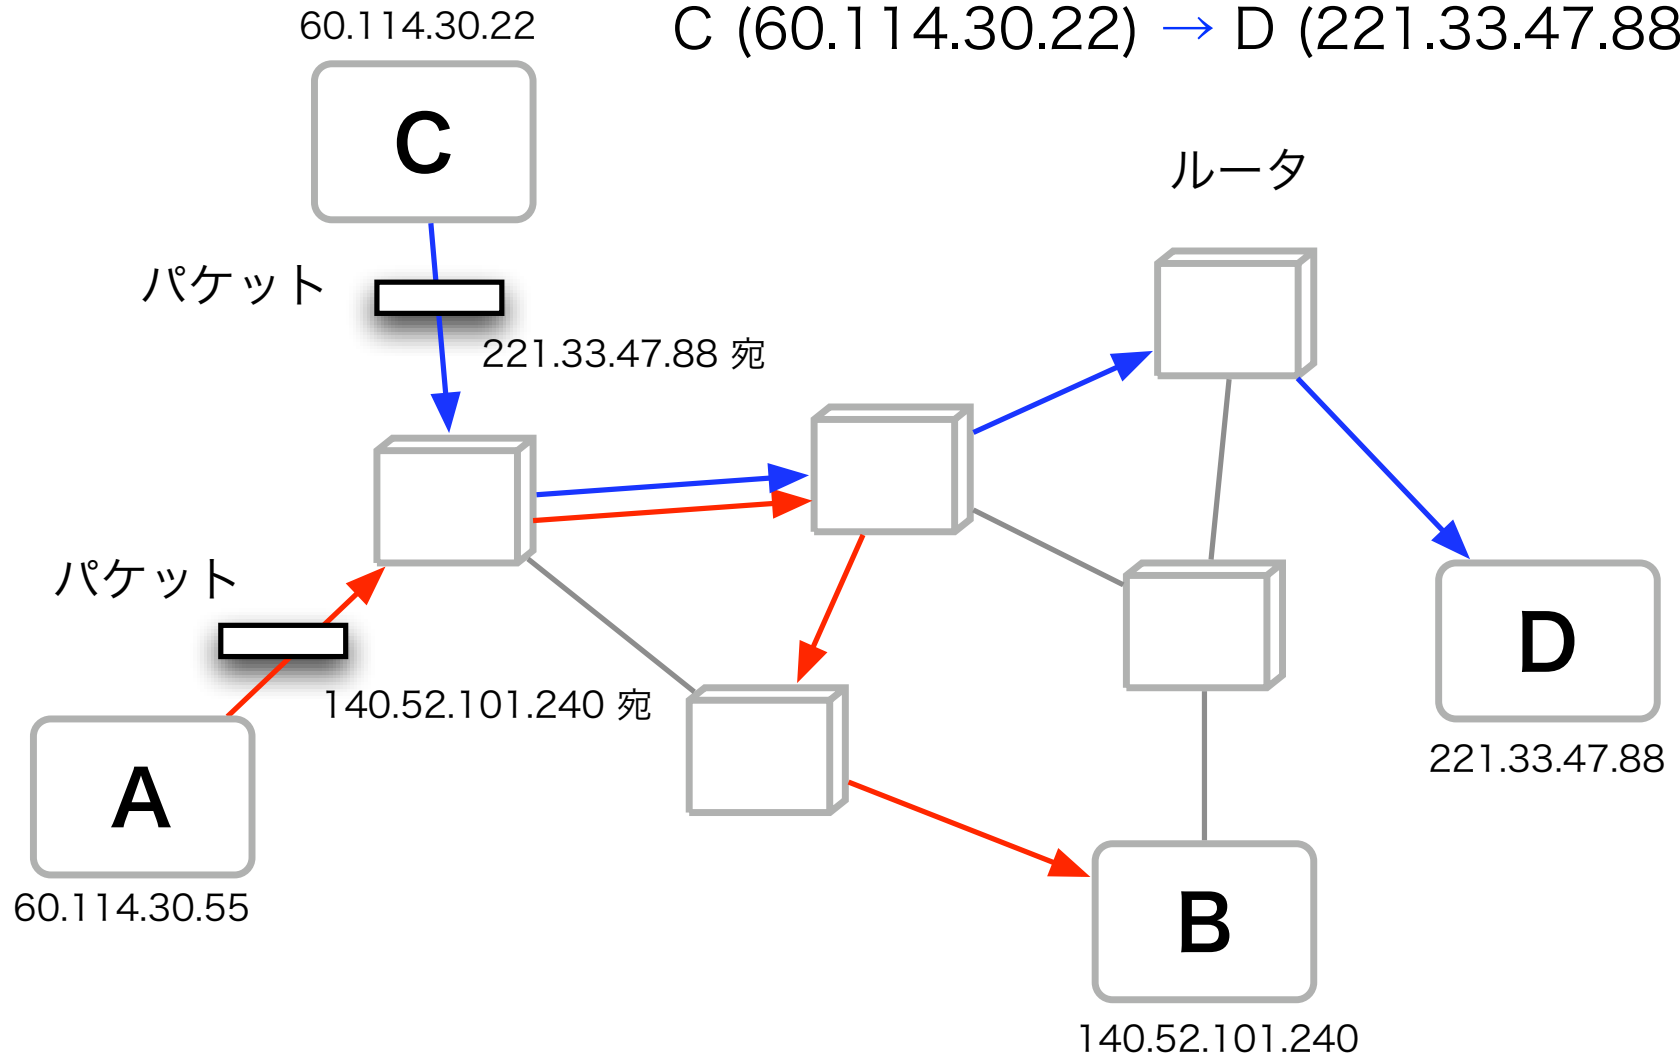 60.114.30.22
C (60.114.30.22) → D (221.33.47.88
C
ルータ
パケット
221.33.47.88 宛
パケット
140.52.101.240 宛
D
A
221.33.47.88
60.114.30.55
B
140.52.101.240